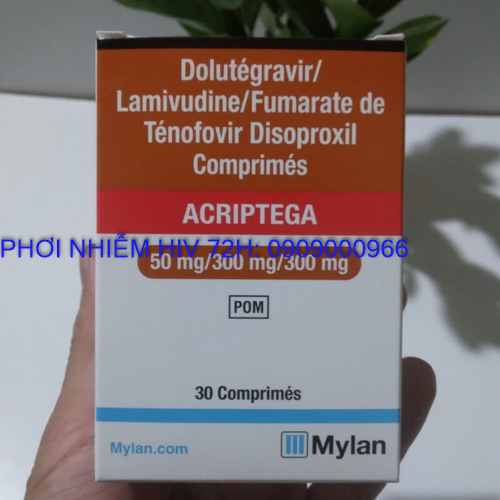 Dolutégravir/
Lamivudine/Fumarate de
Ténofovir Disoproxil
Comprimés
ACRIPTEGA
PHƠI NHIỄM HIV 72H: 0909000966
50 mg/300 mg/300 mg
POM
30 Comprimés
Mylan.com
Mylan